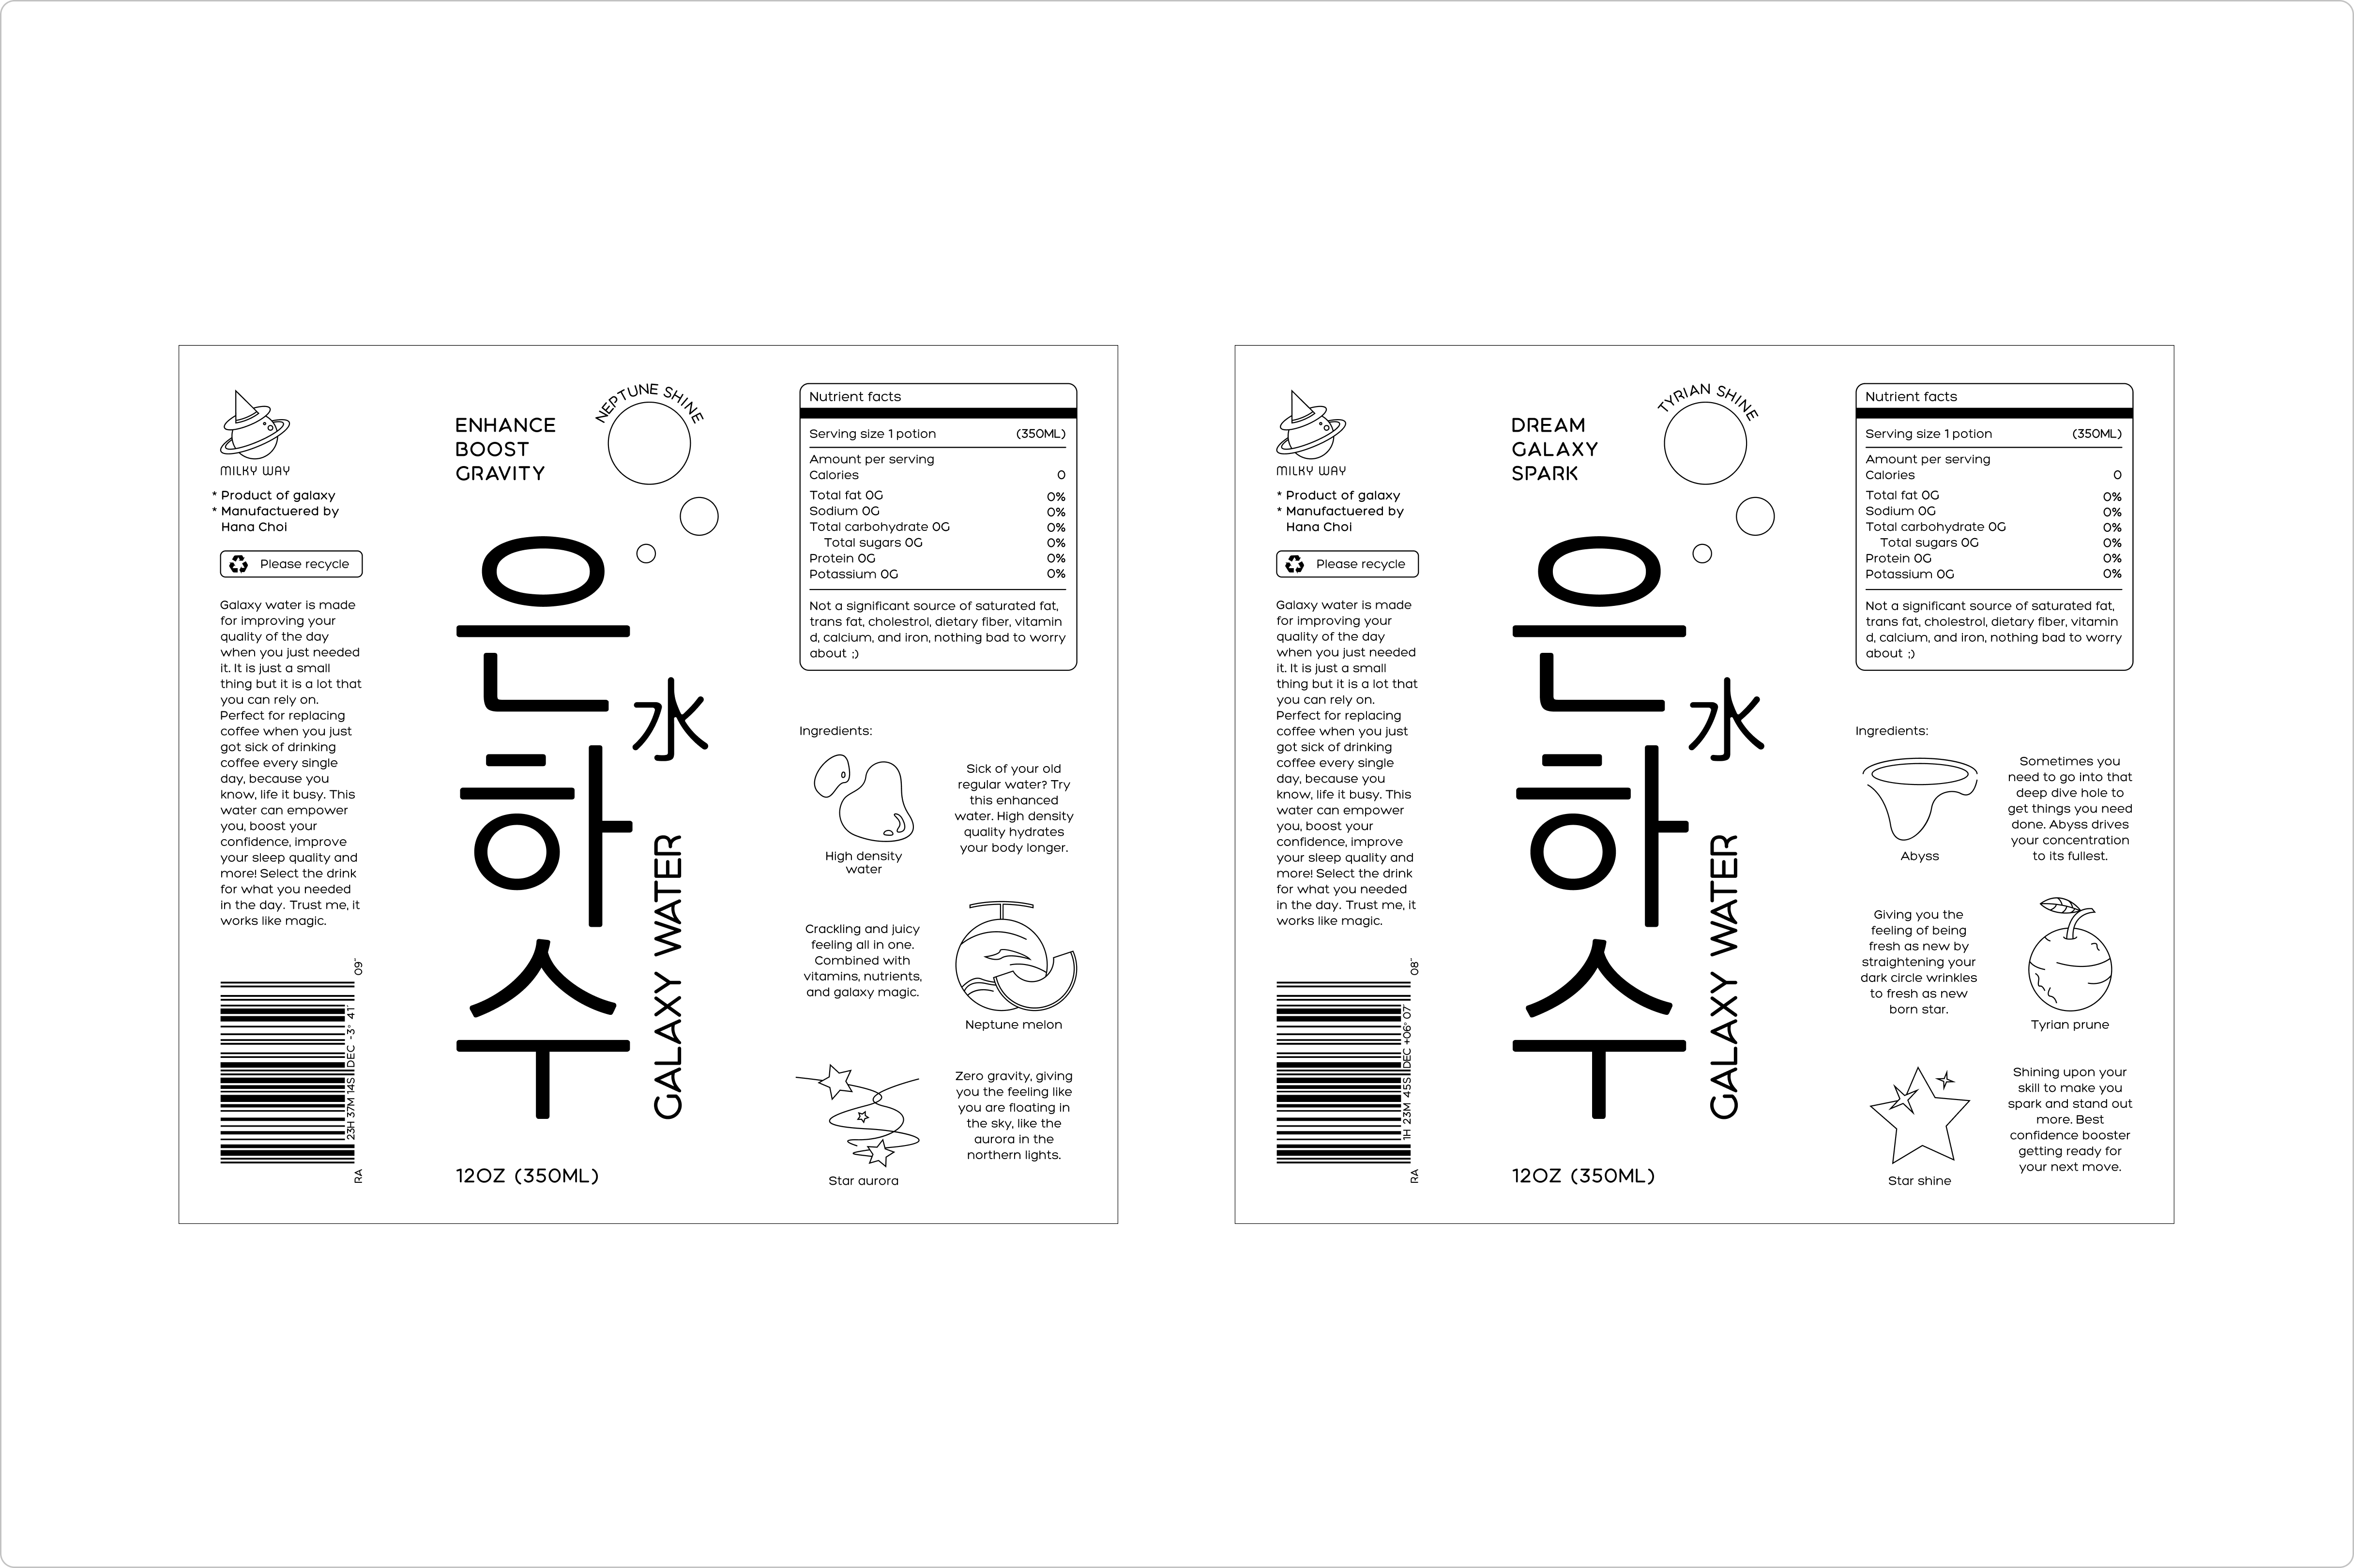 MILKY WAY
* Product of galaxy
* Manufactuered by
Hana Choi
Please recycle
Galaxy water is made
for improving your
quality of the day
when you just needed
it. It is just a small
thing but it is a lot that
you can rely on.
Perfect for replacing
coffee when you just
got sick of drinking
coffee every single
day, because you
know, life it busy. This
water can empower
you, boost your
confidence, improve
your sleep quality and
more! Select the drink
for what you needed
in the day. Trust me, it
works like magic.
RA 23H 37M 14S DEC -3° 41' 09"
ENHANCE
BOOST
GRAVITY
NEPTUNE SHINE
은하수
水
GALAXY WATER
12OZ (350ML)
Nutrient facts
Serving size 1 potion (350ML)
Amount per serving
Calories 0
Total fat 0G 0%
Sodium 0G 0%
Total carbohydrate 0G 0%
Total sugars 0G 0%
Protein 0G 0%
Potassium 0G 0%
Not a significant source of saturated fat,
trans fat, cholestrol, dietary fiber, vitamin
d, calcium, and iron, nothing bad to worry
about ;)
Ingredients:
High density
water
Sick of your old
regular water? Try
this enhanced
water. High density
quality hydrates
your body longer.
Crackling and juicy
feeling all in one.
Combined with
vitamins, nutrients,
and galaxy magic.
Neptune melon
Star aurora
Zero gravity, giving
you the feeling like
you are floating in
the sky, like the
aurora in the
northern lights.
MILKY WAY
* Product of galaxy
* Manufactuered by
Hana Choi
Please recycle
Galaxy water is made
for improving your
quality of the day
when you just needed
it. It is just a small
thing but it is a lot that
you can rely on.
Perfect for replacing
coffee when you just
got sick of drinking
coffee every single
day, because you
know, life it busy. This
water can empower
you, boost your
confidence, improve
your sleep quality and
more! Select the drink
for what you needed
in the day. Trust me, it
works like magic.
RA 1H 23M 45S DEC +06° 07' 08"
DREAM
GALAXY
SPARK
TYRIAN SHINE
은하수
水
GALAXY WATER
12OZ (350ML)
Nutrient facts
Serving size 1 potion (350ML)
Amount per serving
Calories 0
Total fat 0G 0%
Sodium 0G 0%
Total carbohydrate 0G 0%
Total sugars 0G 0%
Protein 0G 0%
Potassium 0G 0%
Not a significant source of saturated fat,
trans fat, cholestrol, dietary fiber, vitamin
d, calcium, and iron, nothing bad to worry
about ;)
Ingredients:
Abyss
Sometimes you
need to go into that
deep dive hole to
get things you need
done. Abyss drives
your concentration
to its fullest.
Giving you the
feeling of being
fresh as new by
straightening your
dark circle wrinkles
to fresh as new
born star.
Tyrian prune
Star shine
Shining upon your
skill to make you
spark and stand out
more. Best
confidence booster
getting ready for
your next move.